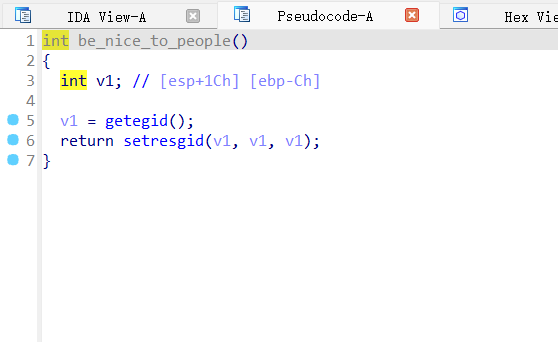 IDA View-A Pseudocode-A Hex Vie
1 int be_nice_to_people()
2 {
3 int v1; // [esp+1Ch] [ebp-Ch]
4
5 v1 = getegid();
6 return setresgid(v1, v1, v1);
7 }